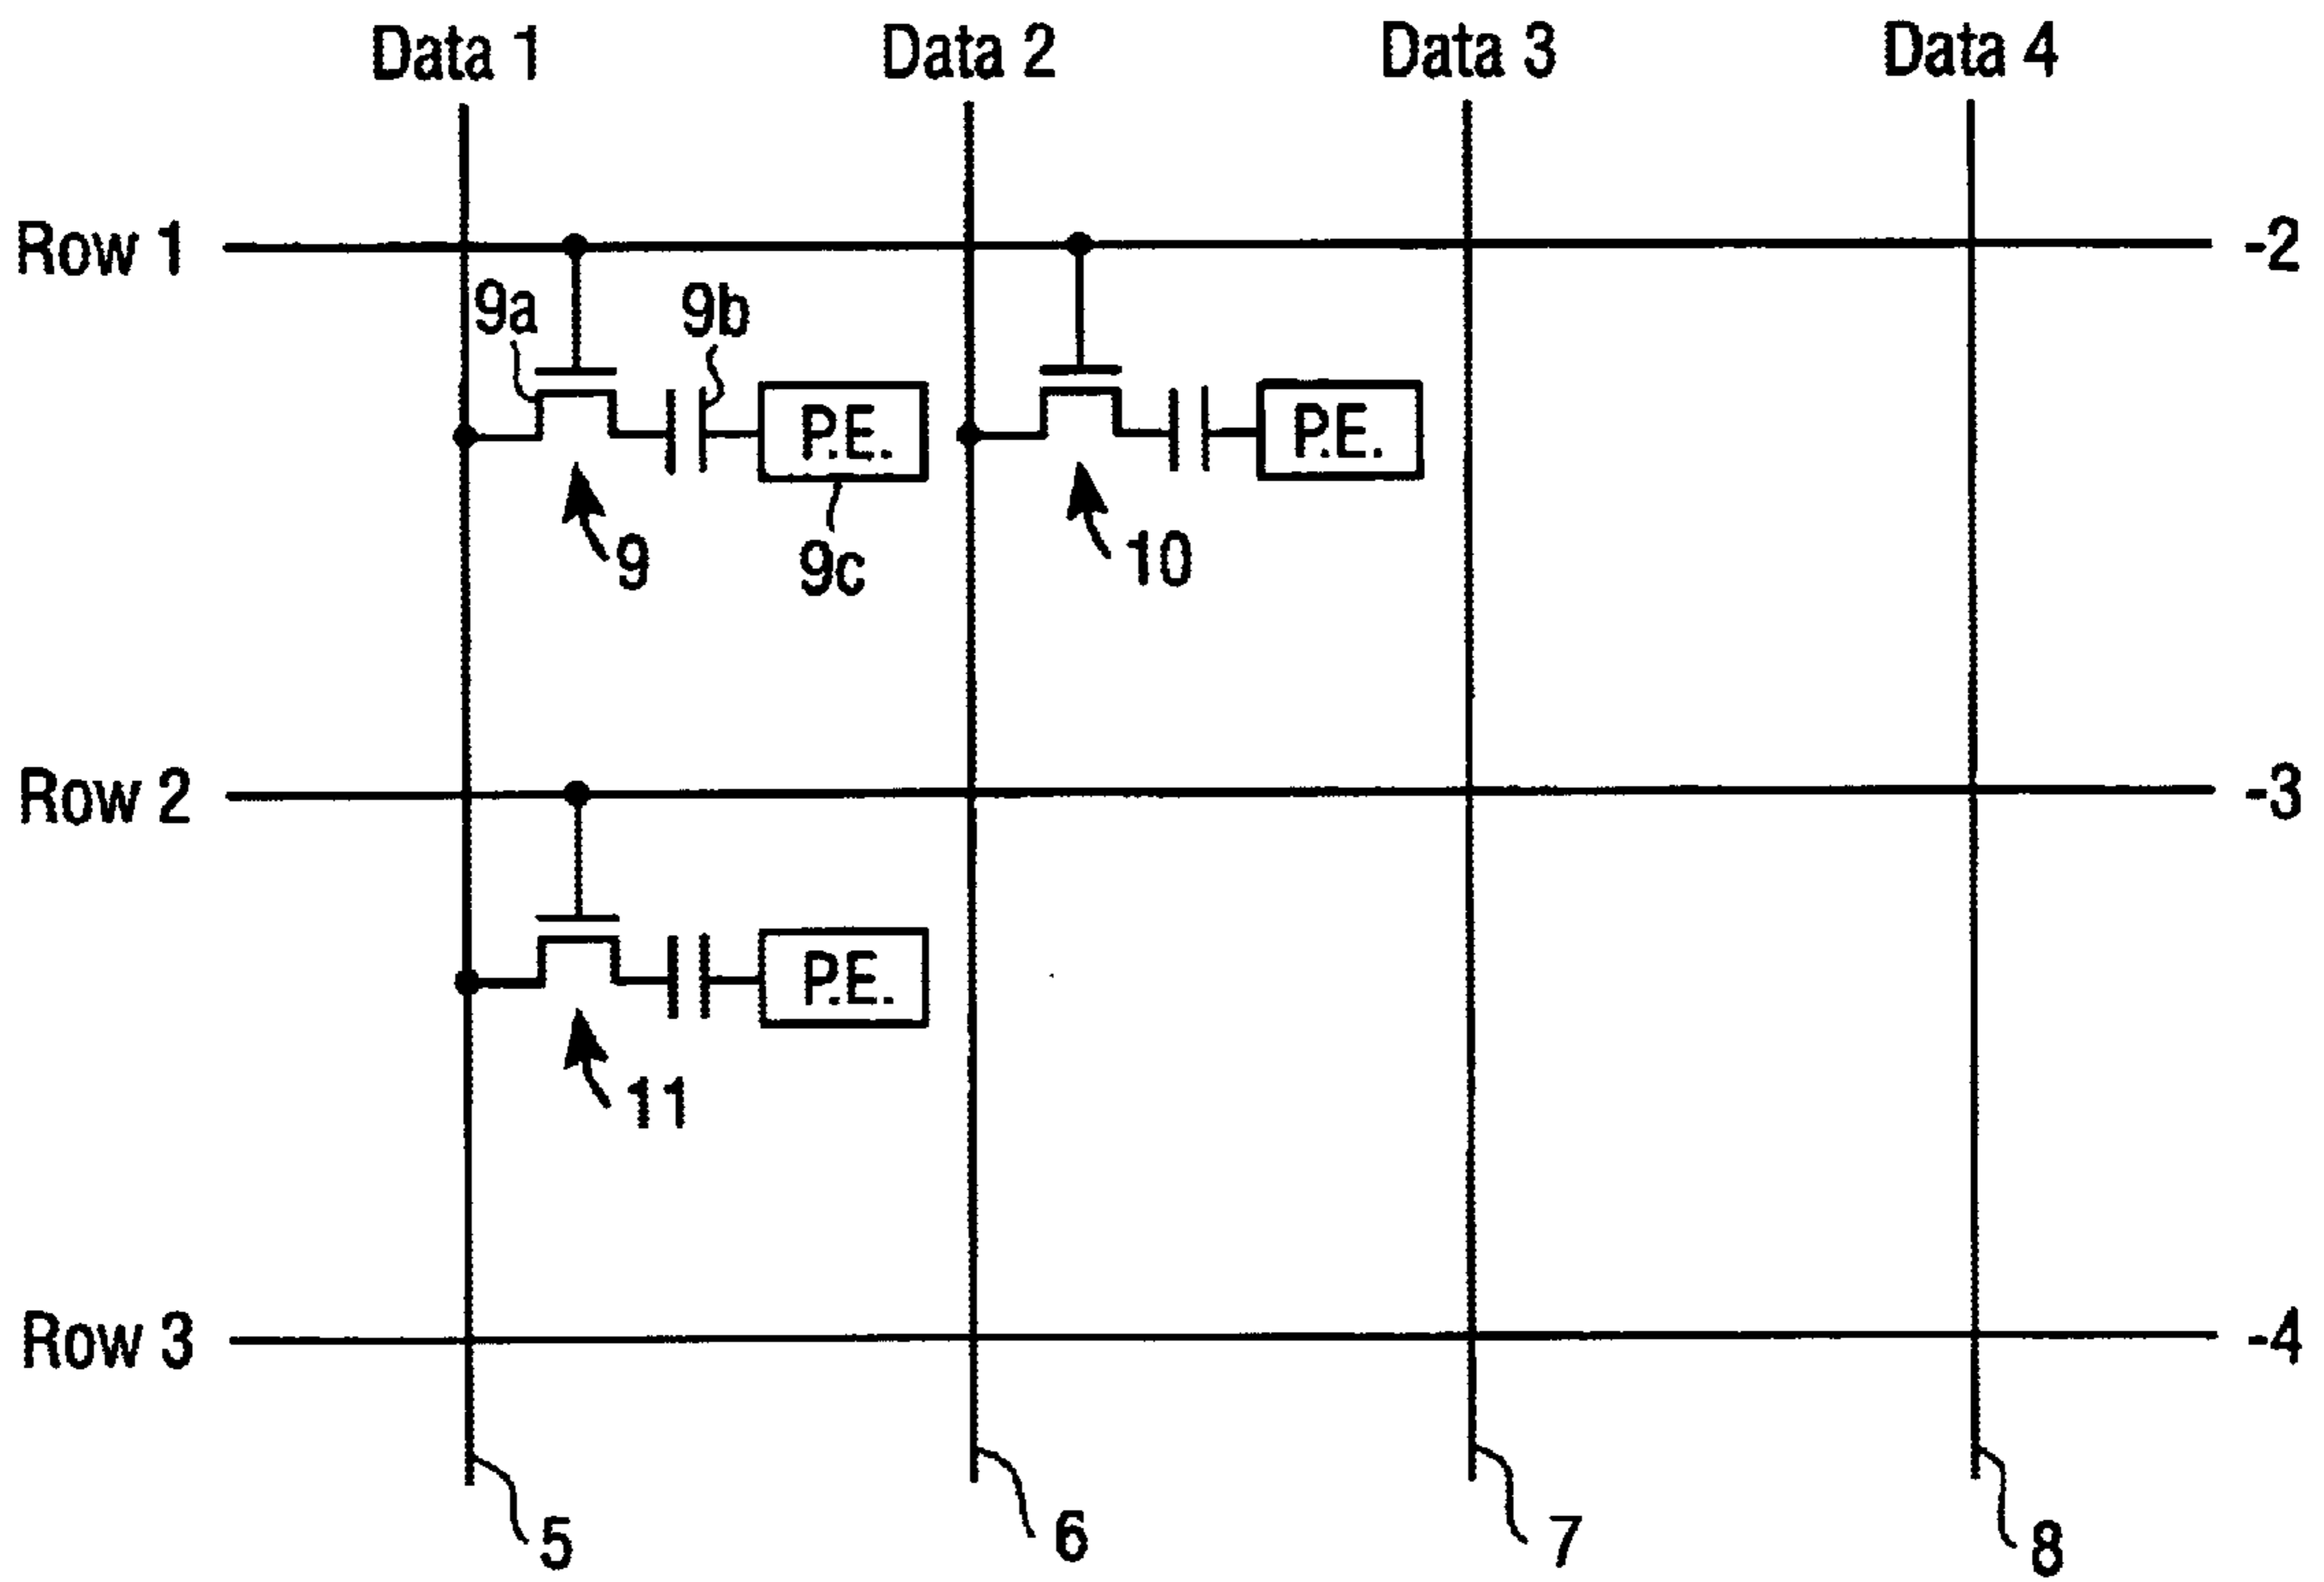 Data 1 Data 2 Data 3 Data 4
Row 1 -2
9a 9b
P.E. P.E.
9 9c 10
Row 2 -3
P.E.
11
Row 3 -4
5 6 7 8